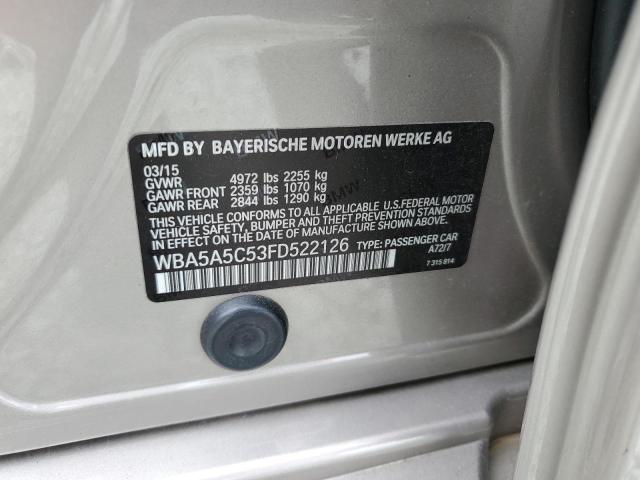 MFD BY BAYERISCHE MOTOREN WERKE AG
03/15
GVWR 4972 lbs 2255 kg
GAWR FRONT 2359 lbs 1070 kg
GAWR REAR 2844 lbs 1290 kg
THIS VEHICLE CONFORMS TO ALL APPLICABLE U.S.FEDERAL MOTOR
VEHICLE SAFETY, BUMPER AND THEFT PREVENTION STANDARDS
IN EFFECT ON THE DATE OF MANUFACTURE SHOWN ABOVE.
WBA5A5C53FD522126 TYPE: PASSENGER CAR
A72/7
7 315 814